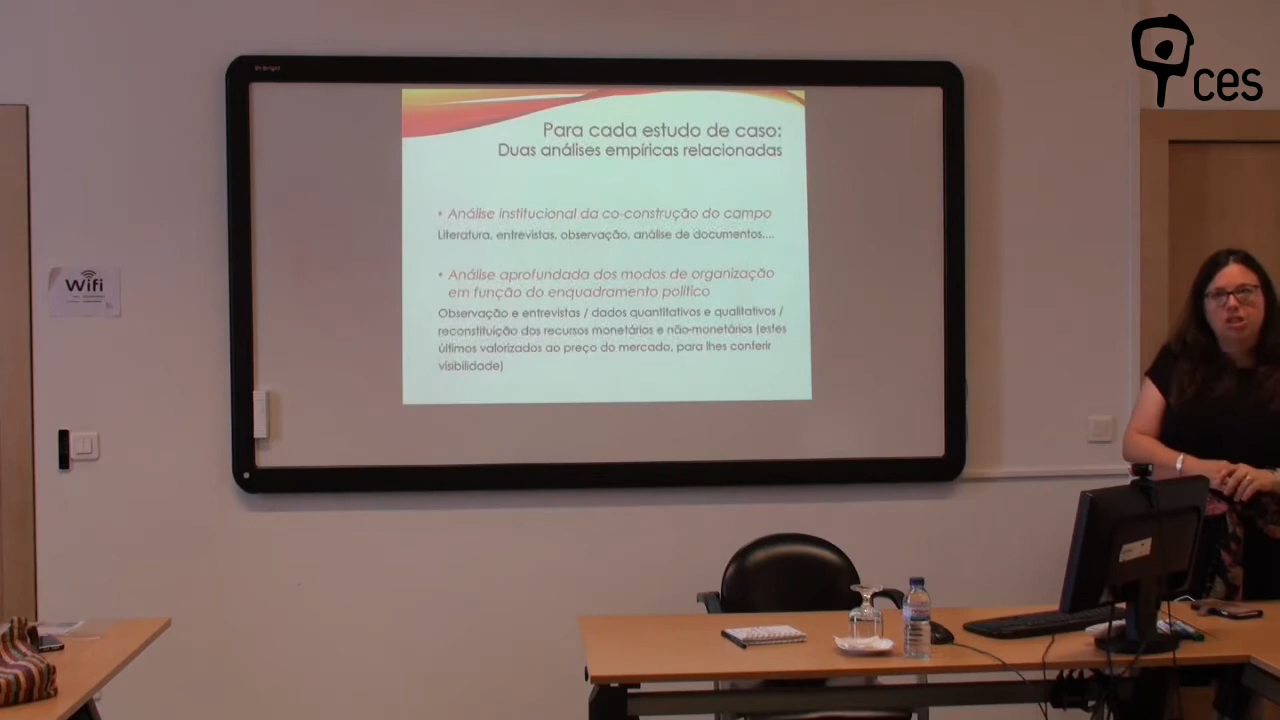 ces
Para cada estudo de caso:
Duas análises empíricas relacionadas
• Análise institucional da co-construção do campo
Literatura, entrevistas, observação, análise de documentos....
• Análise aprofundada dos modos de organização
em função do enquadramento político
Observação e entrevistas / dados quantitativos e qualitativos /
reconstituição dos recursos monetários e não-monetários (estes
últimos valorizados ao preço do mercado, para lhes conferir
visibilidade)
Wifi